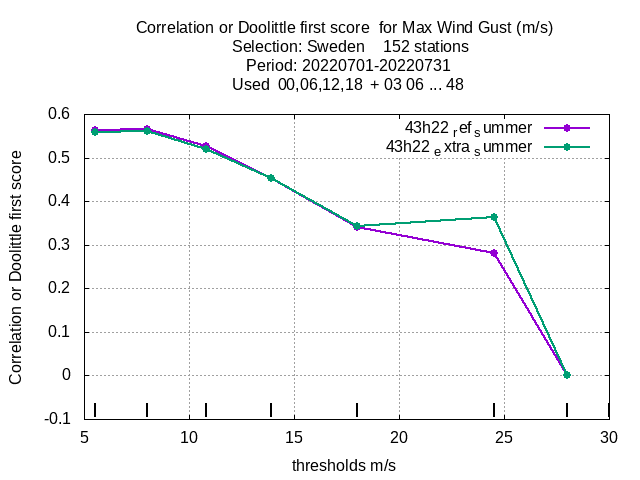 Correlation or Doolittle first score for Max Wind Gust (m/s)
Selection: Sweden 152 stations
Period: 20220701-20220731
Used 00,06,12,18 + 03 06 ... 48
43h22 ref summer
43h22 extra summer
0.6
0.5
0.4
0.3
0.2
0.1
0
-0.1
Correlation or Doolittle first score
5 10 15 20 25 30
thresholds m/s